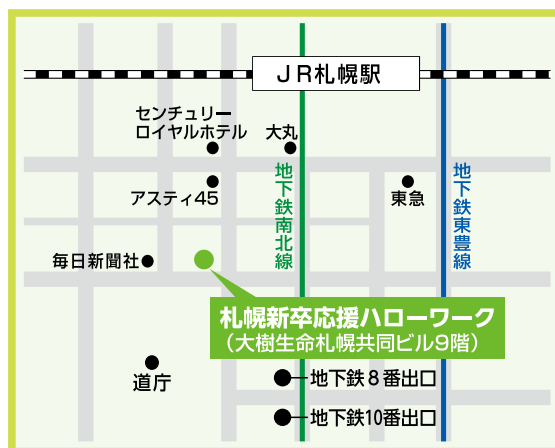 JR札幌駅
センチュリー
ロイヤルホテル
大丸
アスティ45
地下鉄南北線
東急
地下鉄東豊線
毎日新聞社
札幌新卒応援ハローワーク
（大樹生命札幌共同ビル9階）
道庁
地下鉄8番出口
地下鉄10番出口